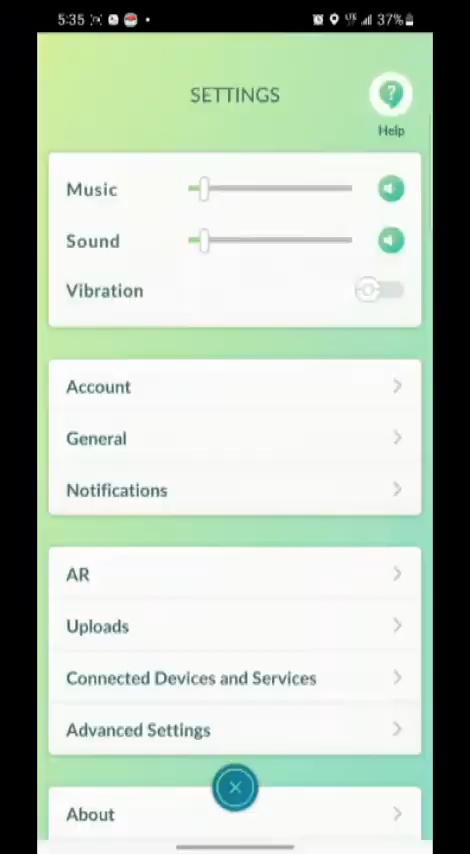 5:35 37%
SETTINGS
?
Help
Music
Sound
Vibration
Account
General
Notifications
AR
Uploads
Connected Devices and Services
Advanced Settings
About